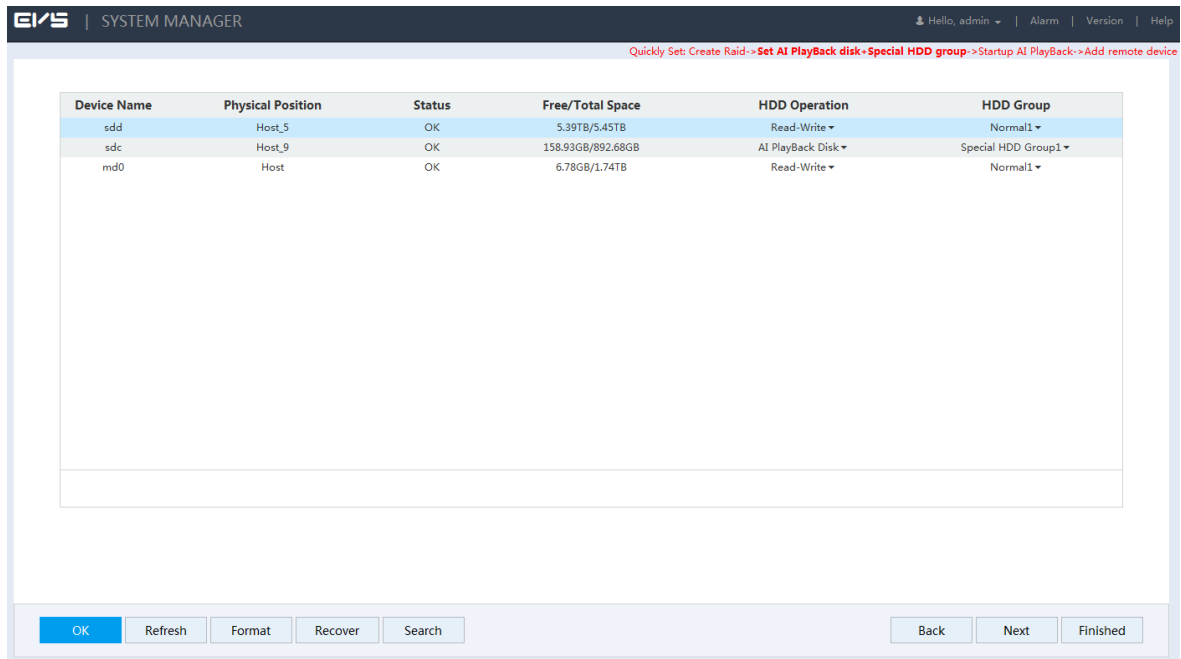 EVS | SYSTEM MANAGER Hello, admin | Alarm | Version | Help
Quickly Set: Create Raid->Set AI PlayBack disk+Special HDD group->Startup AI PlayBack->Add remote device
Device Name Physical Position Status Free/Total Space HDD Operation HDD Group
sdd Host_5 OK 5.39TB/5.45TB Read-Write Normal1
sdc Host_9 OK 158.93GB/892.68GB AI PlayBack Disk Special HDD Group1
md0 Host OK 6.78GB/1.74TB Read-Write Normal1
OK Refresh Format Recover Search Back Next Finished